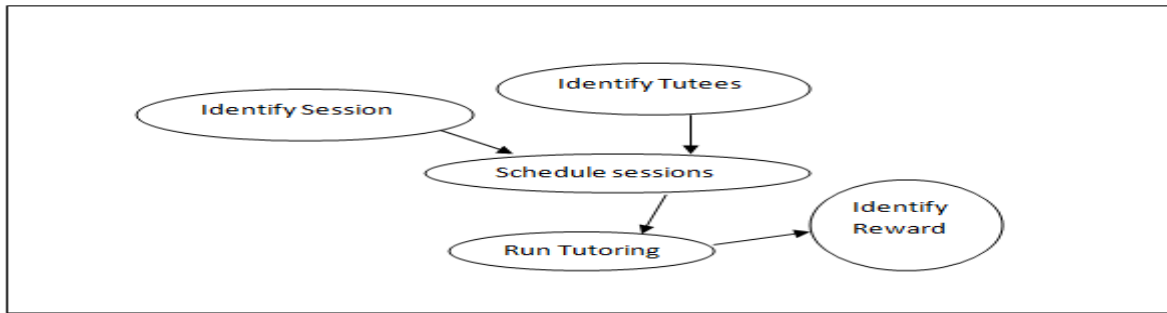 Identify Tutees
Identify Session
Schedule sessions
Identify
Reward
Run Tutoring